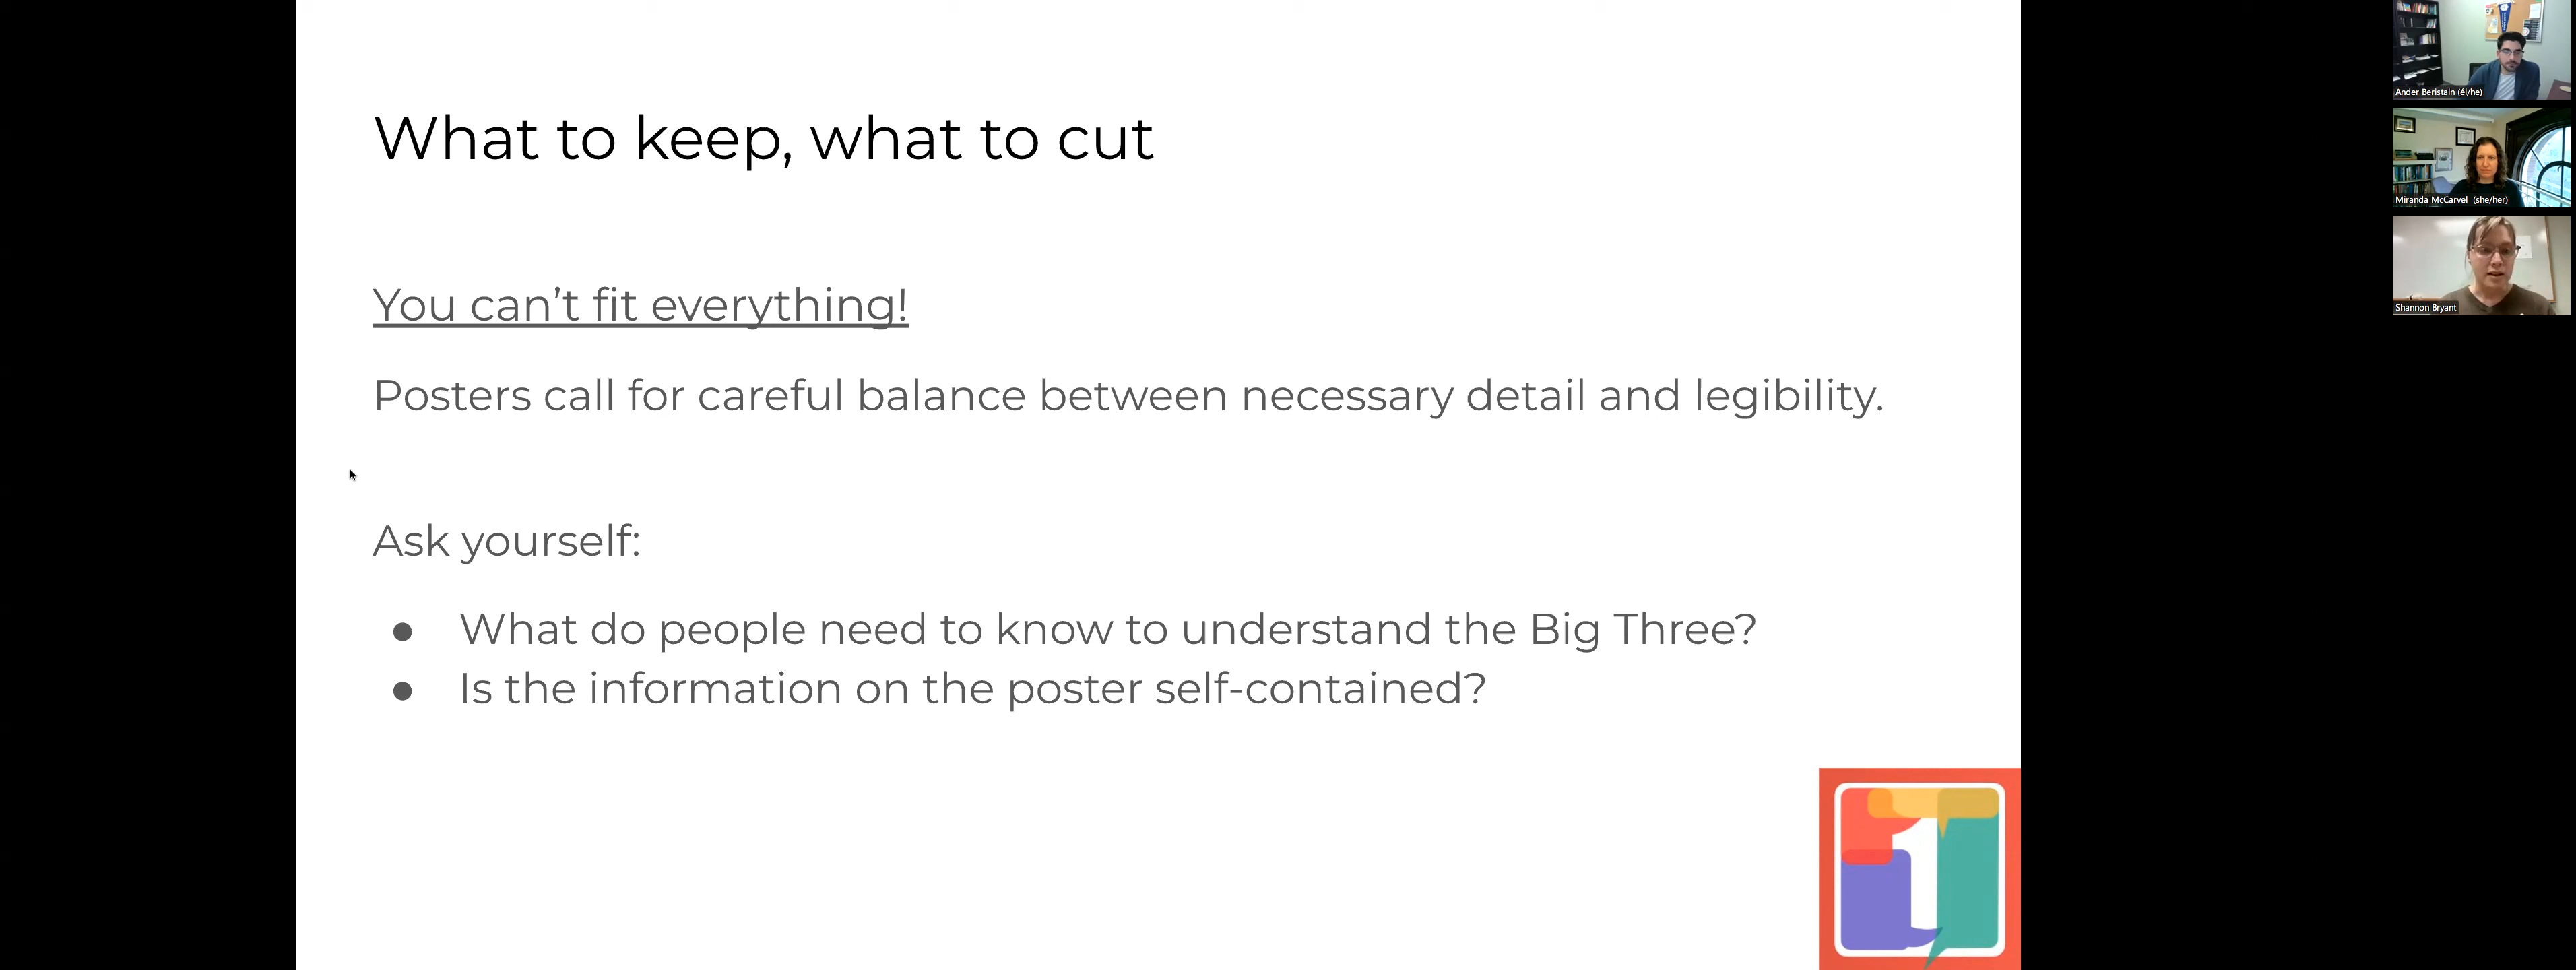 What to keep, what to cut
You can’t fit everything!
Posters call for careful balance between necessary detail and legibility.
Ask yourself:
● What do people need to know to understand the Big Three?
● Is the information on the poster self-contained?
1
Ander Beristain (él/he)
Miranda McCarvel (she/her)
Shannon Bryant